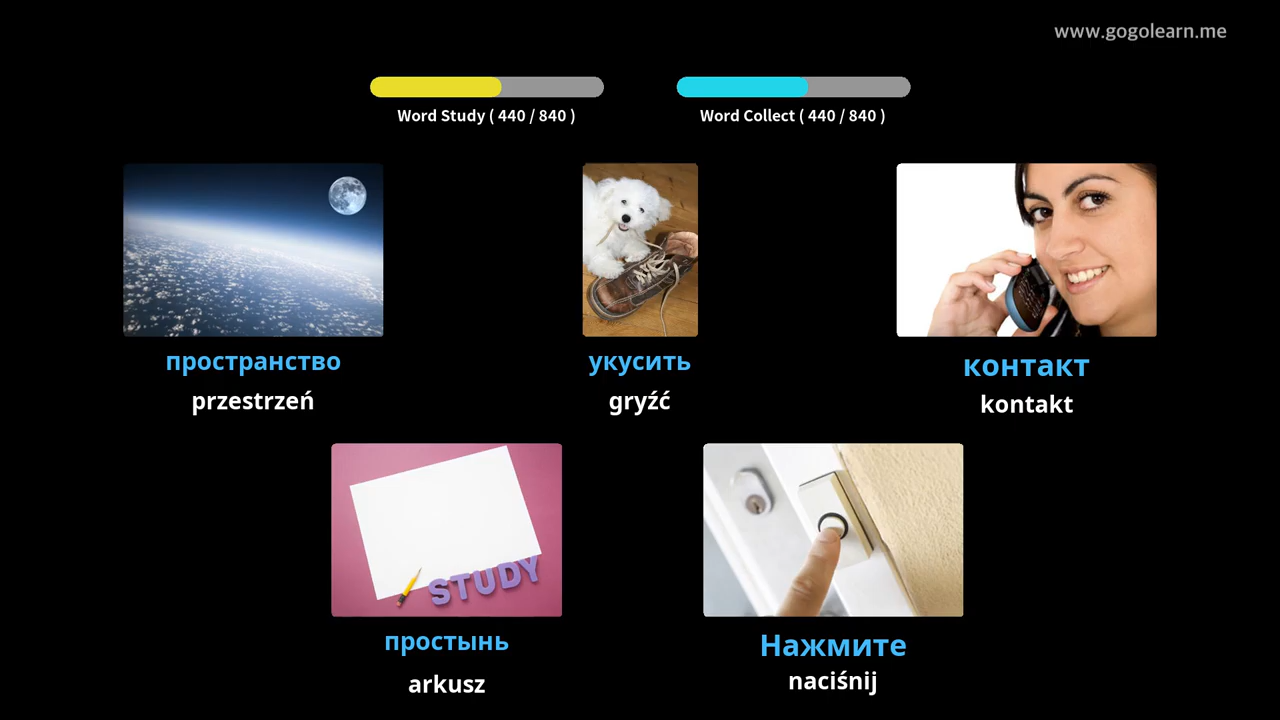 www.gogolearn.me
Word Study ( 440 / 840 )
Word Collect ( 440 / 840 )
пространство
przestrzeń
укусить
gryźć
контакт
kontakt
STUDY
простынь
arkusz
Нажмите
naciśnij